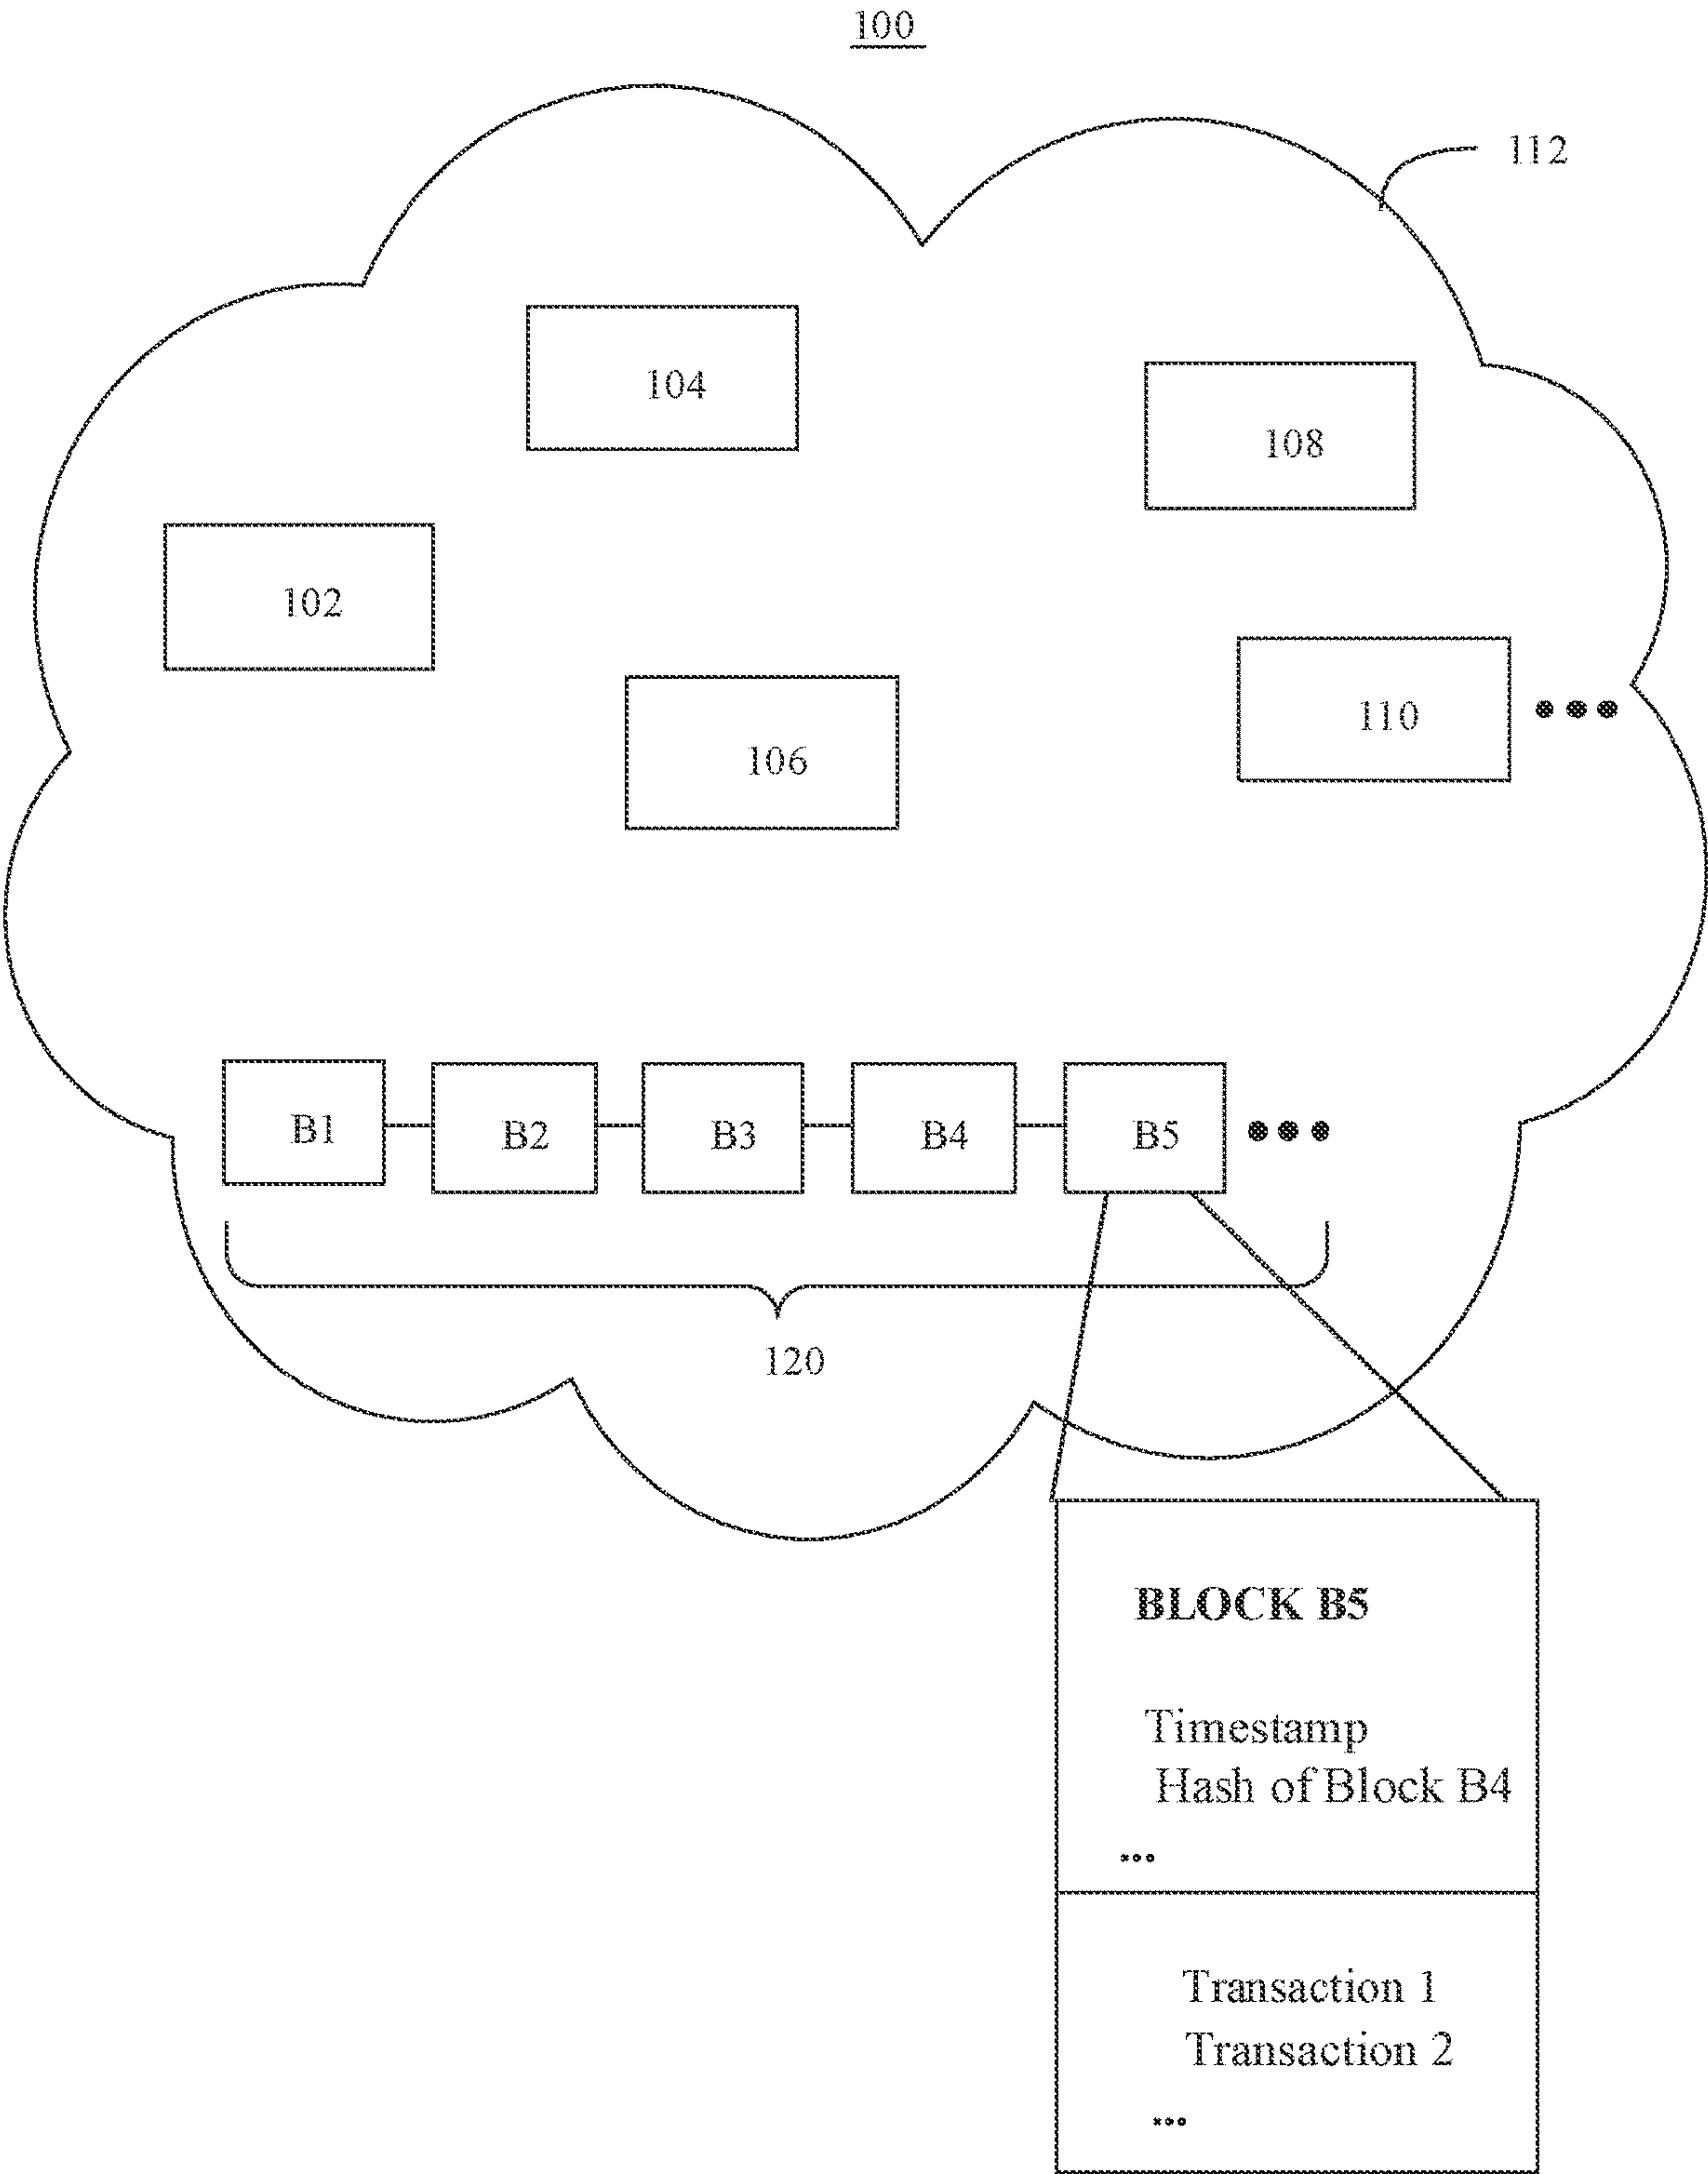 100
112
104
108
102
110
106
B1 B2 B3 B4 B5 •••
120
BLOCK B5
Timestamp
Hash of Block B4
...
Transaction 1
Transaction 2
...